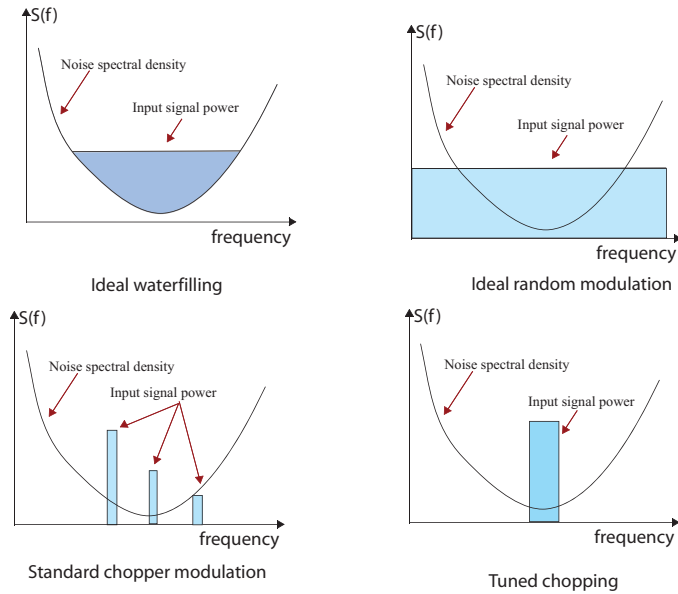 S(f)
Noise spectral density
Input signal power
frequency
Ideal waterfilling
S(f)
Noise spectral density
Input signal power
frequency
Ideal random modulation
S(f)
Noise spectral density
Input signal power
frequency
Standard chopper modulation
S(f)
Noise spectral density
Input signal power
frequency
Tuned chopping